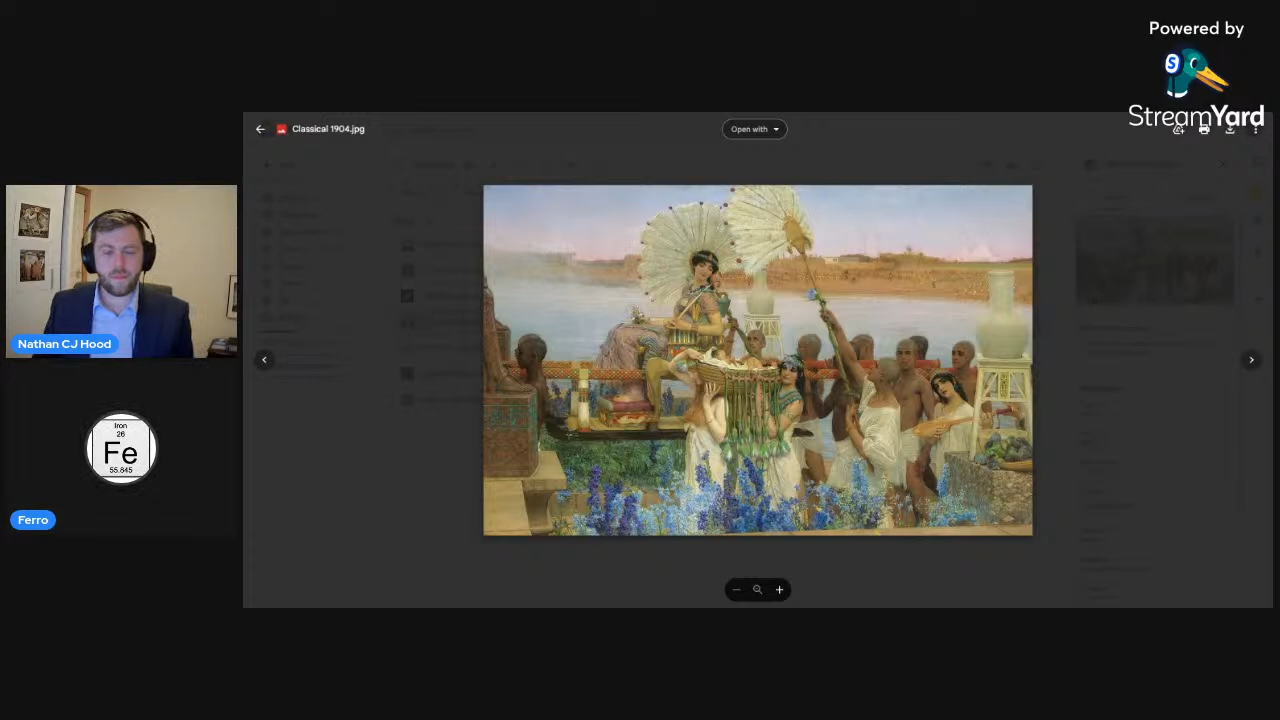 Powered by
S
StreamYard
Classical 1904.jpg
Open with
Nathan CJ Hood
Iron
26
Fe
55.845
Ferro